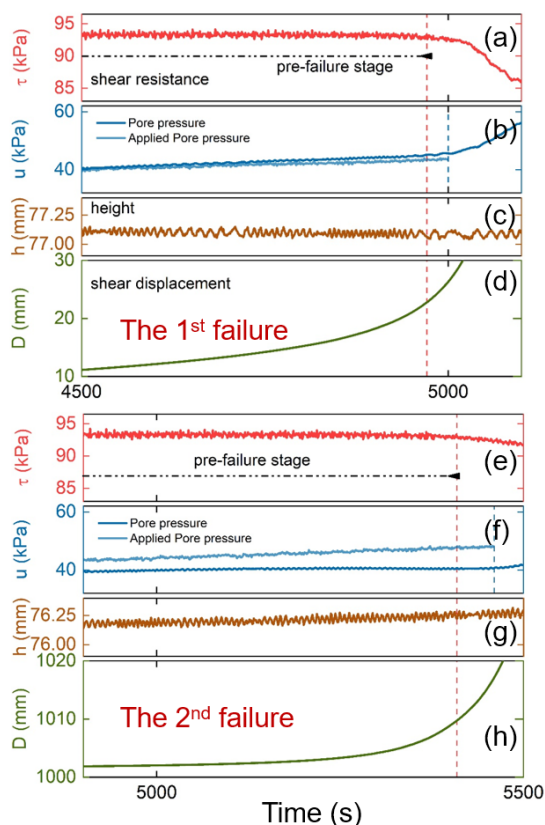 95
90
85
τ (kPa)
(a)
pre-failure stage
shear resistance
60
40
u (kPa)
Pore pressure
Applied Pore pressure
(b)
77.25
77.00
h (mm)
height
(c)
30
20
10
D (mm)
shear displacement
(d)
The 1st failure
4500
5000
95
90
85
τ (kPa)
(e)
pre-failure stage
60
40
u (kPa)
Pore pressure
Applied Pore pressure
(f)
76.25
76.00
h (mm)
(g)
1020
1010
1000
D (mm)
The 2nd failure
(h)
5000
5500
Time (s)